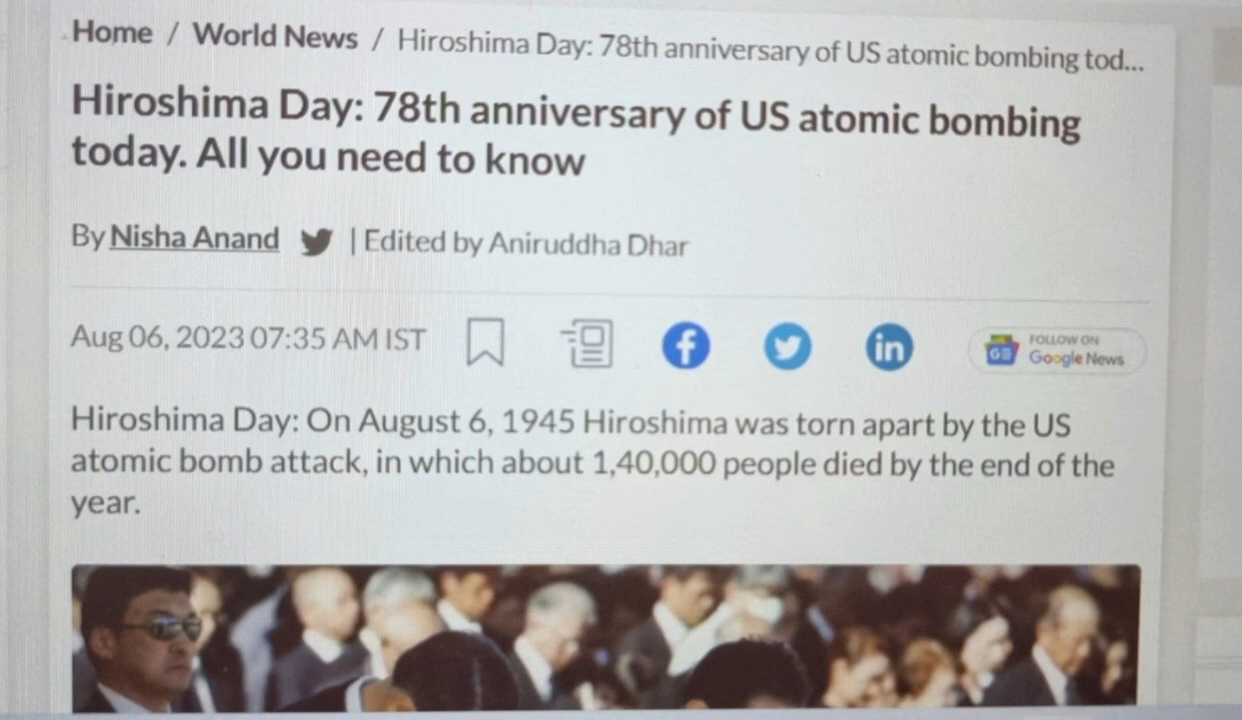 Home / World News / Hiroshima Day: 78th anniversary of US atomic bombing tod...
Hiroshima Day: 78th anniversary of US atomic bombing
today. All you need to know
By Nisha Anand | Edited by Aniruddha Dhar
Aug 06, 2023 07:35 AM IST
FOLLOW ON
Google News
Hiroshima Day: On August 6, 1945 Hiroshima was torn apart by the US
atomic bomb attack, in which about 1,40,000 people died by the end of the
year.